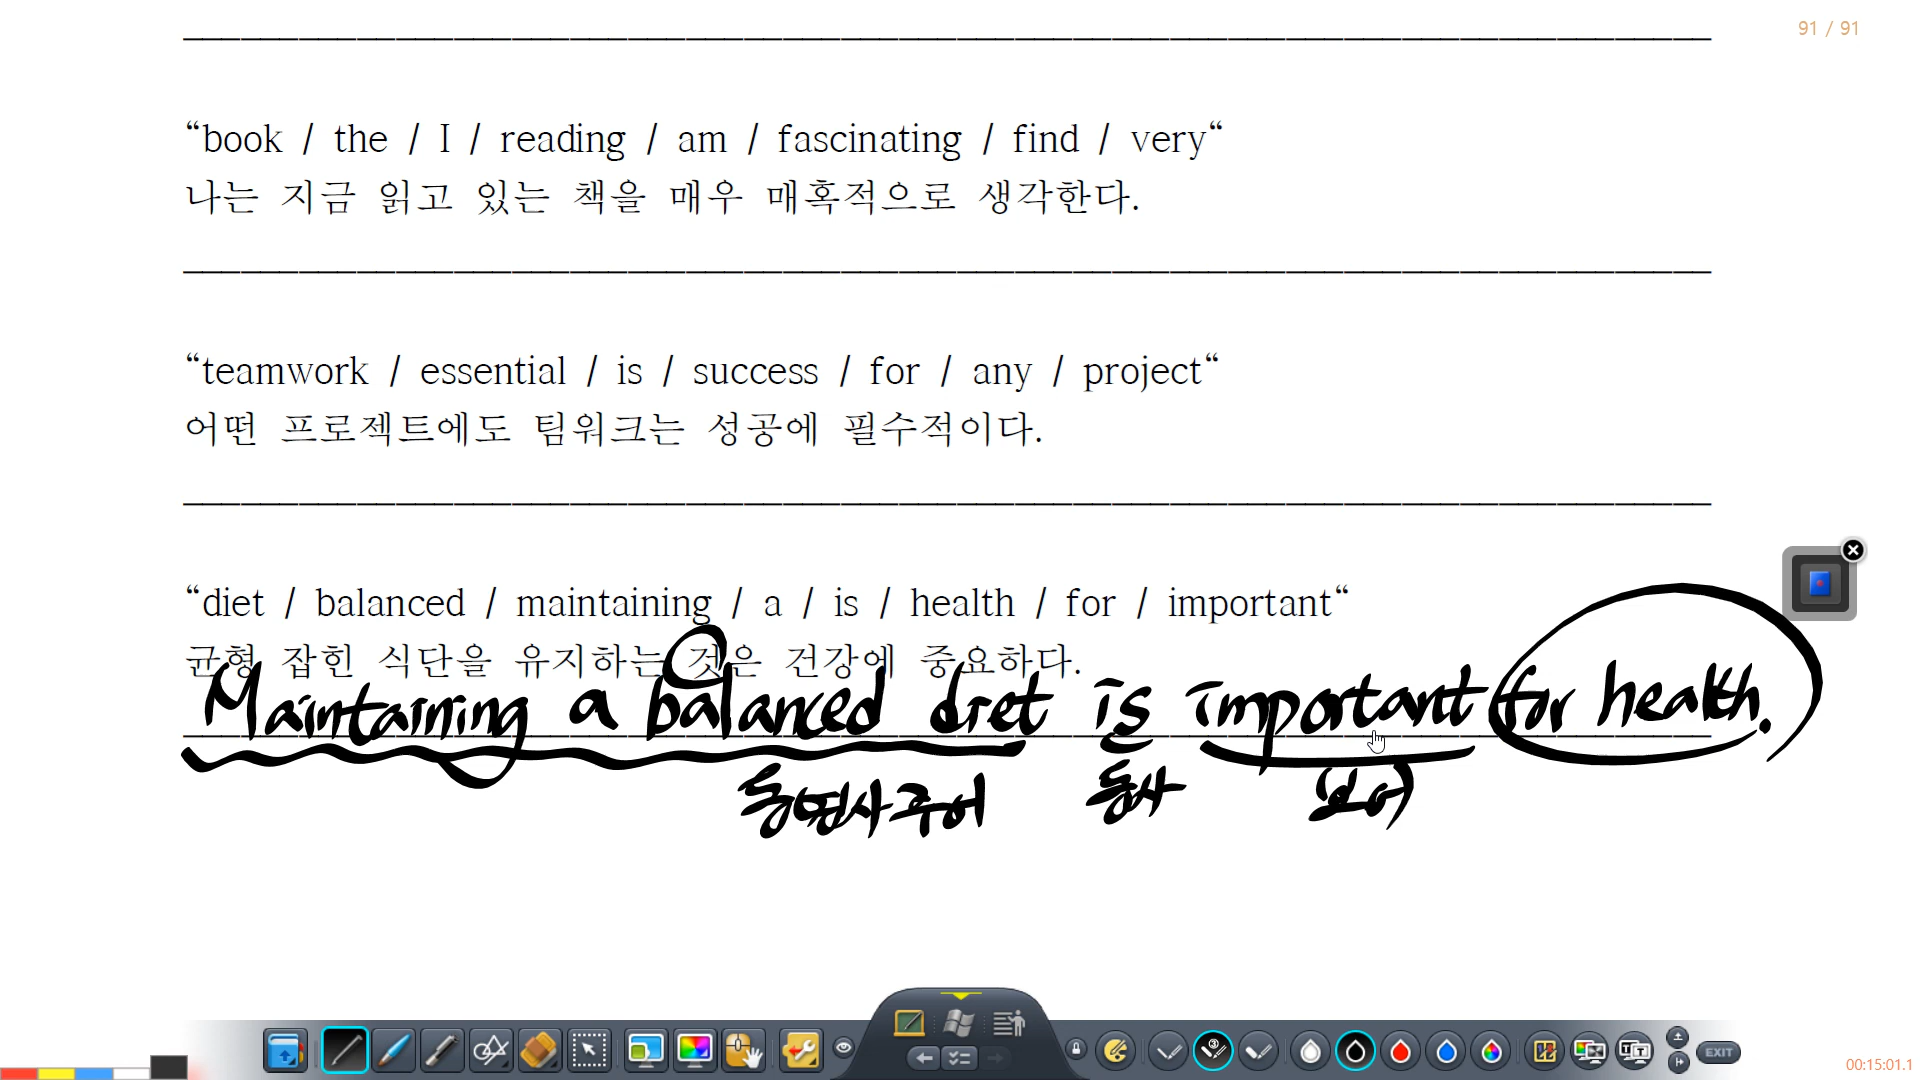 91 / 91
“book / the / I / reading / am / fascinating / find / very“
나는 지금 읽고 있는 책을 매우 매혹적으로 생각한다.
“teamwork / essential / is / success / for / any / project“
어떤 프로젝트에도 팀워크는 성공에 필수적이다.
“diet / balanced / maintaining / a / is / health / for / important“
균형 잡힌 식단을 유지하는 것은 건강에 중요하다.
Maintaining a balanced diet is important for health.
동명사주어 동사 보어
EXIT
00:15:01.1